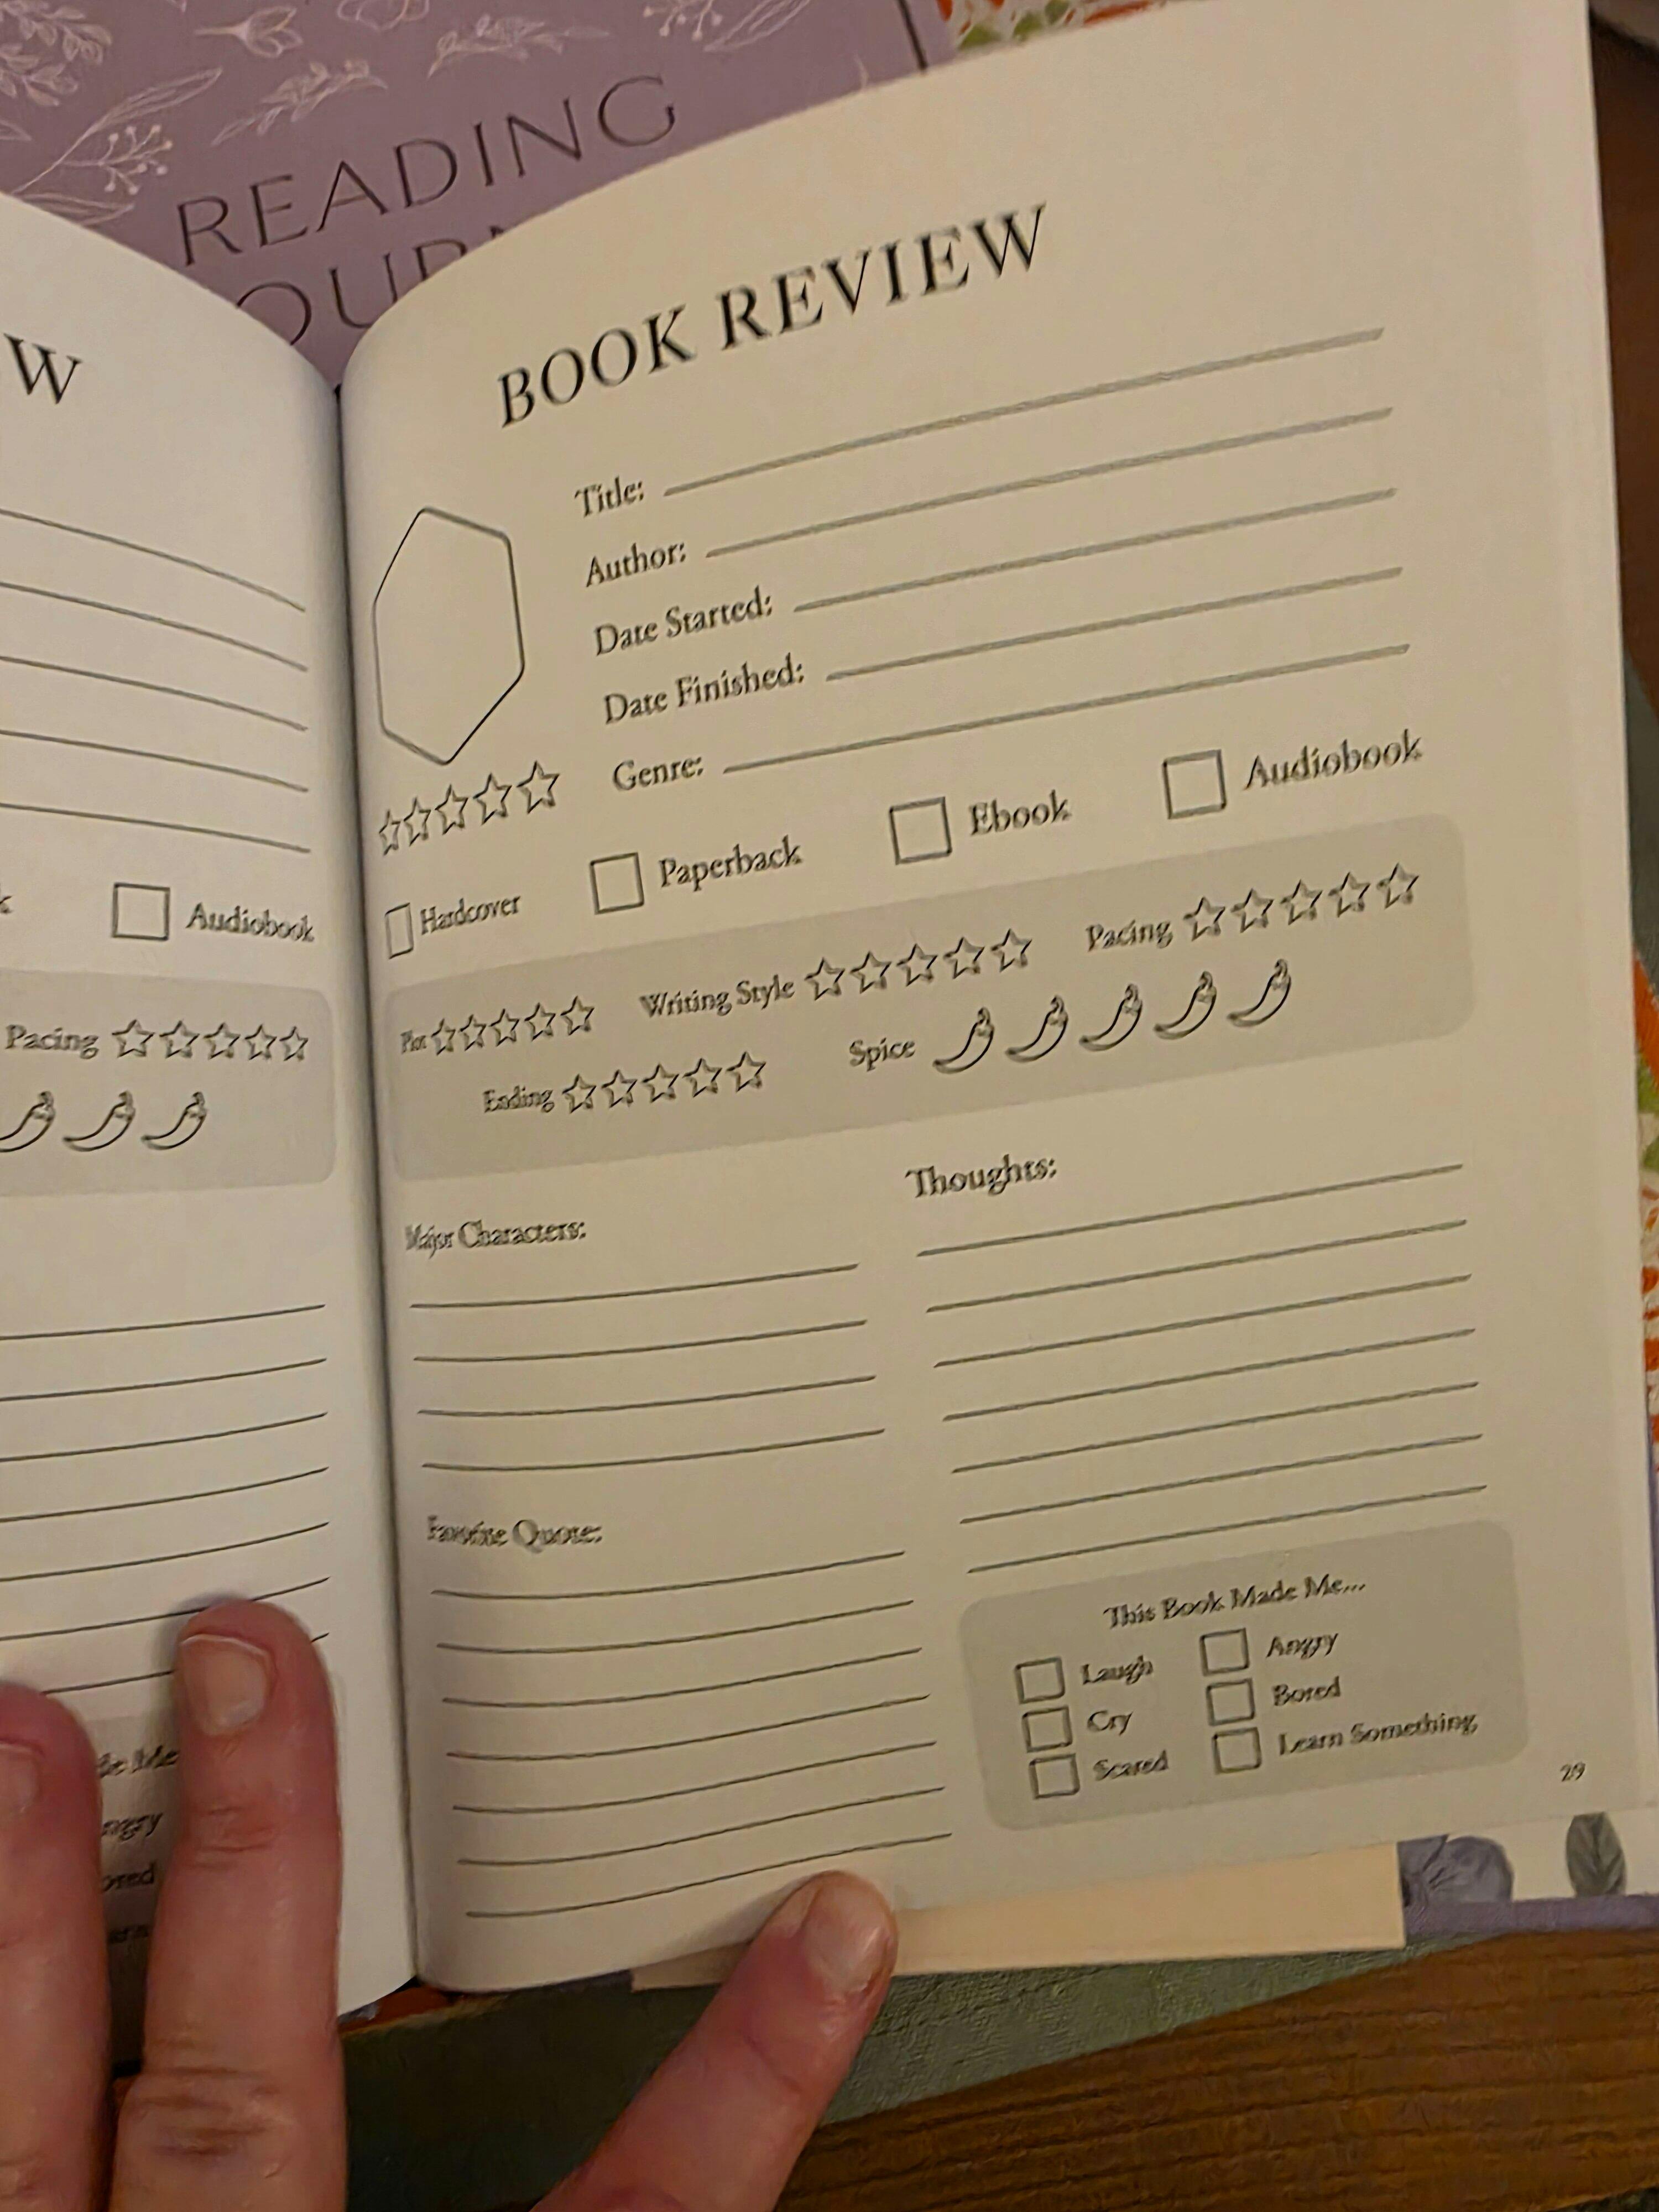 READING
W
Audiobook
Pacing
BOOK REVIEW
Title:
Author:
Date Started:
Date Finished:
Genre:
Hardcover Paperback Ebook Audiobook
Plot Writing Style Pacing
Ending Spice
Major Characters:
Thoughts:
Favorite Quote:
This Book Made Me...
Laugh Angry
Cry Bored
Scared Learn Something
29